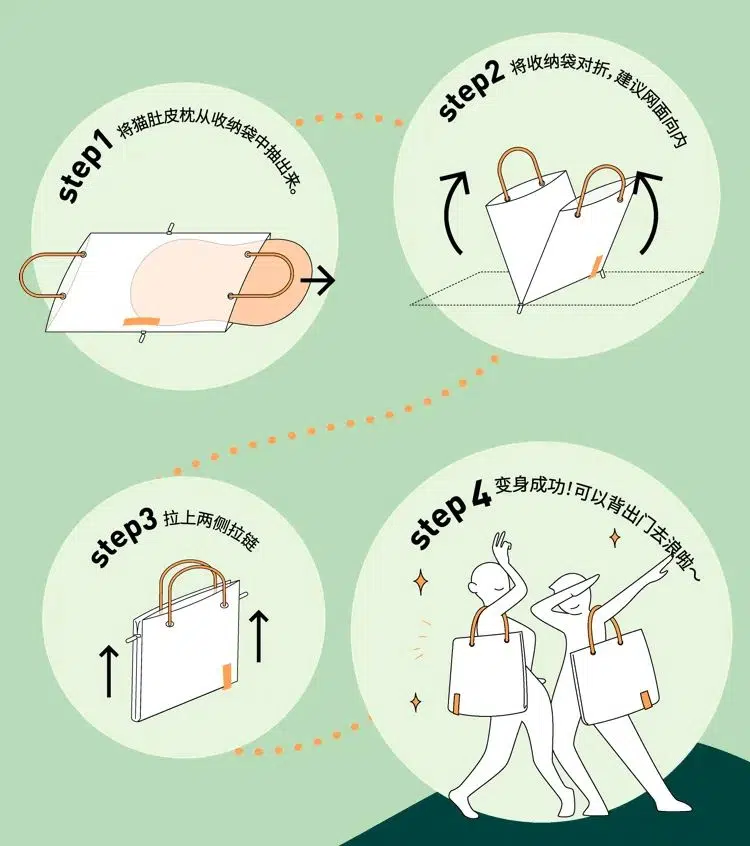 step1 将猫肚皮枕从收纳袋中抽出来。
step2 将收纳袋对折,建议网面向内
step3 拉上两侧拉链
step 4 变身成功!可以背出门去浪啦~